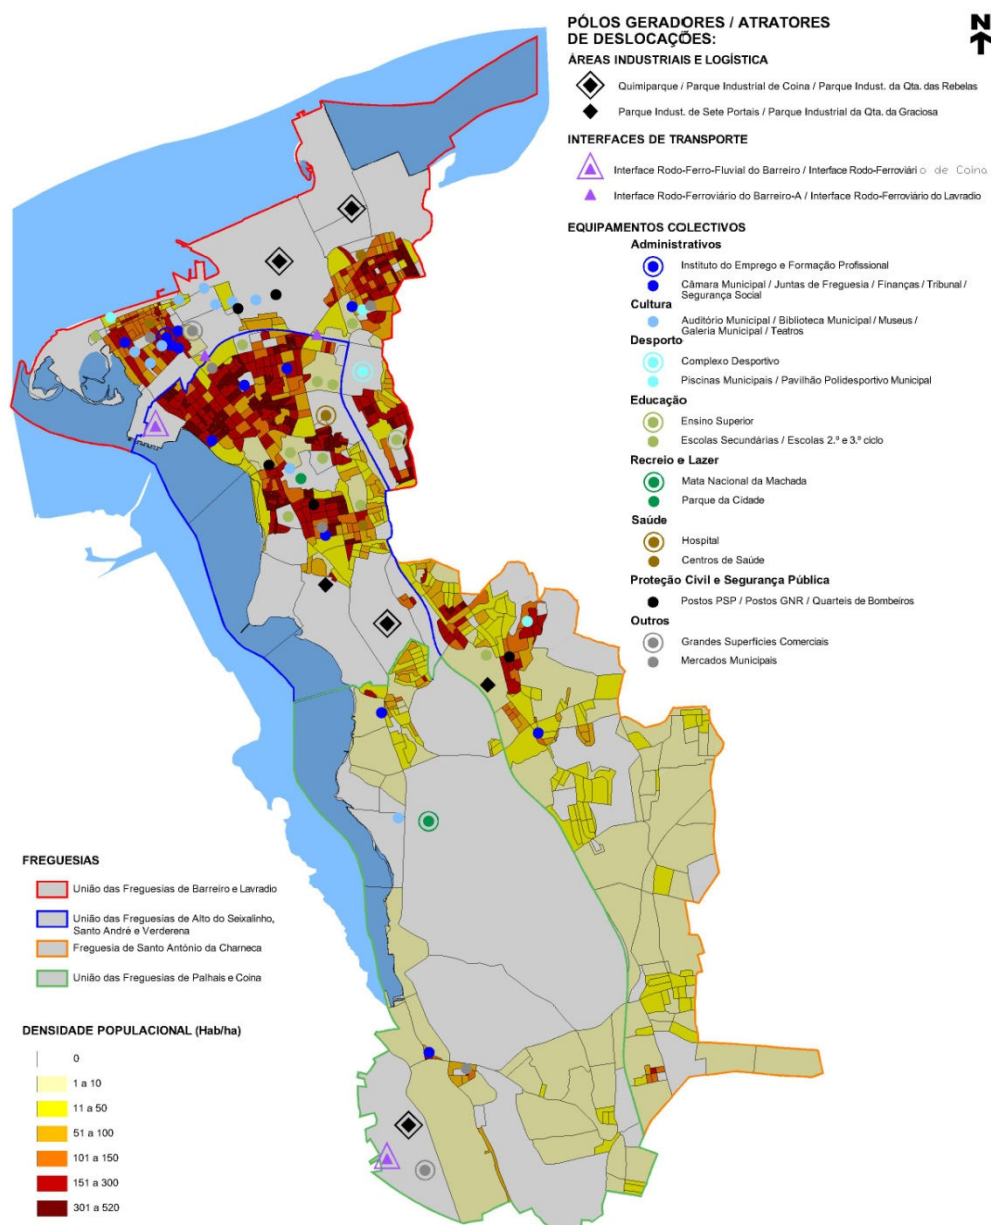 PÓLOS GERADORES / ATRATORES
DE DESLOCAÇÕES:
N
ÁREAS INDUSTRIAIS E LOGÍSTICA
Quimiparque / Parque Industrial de Coina / Parque Indust. da Qta. das Rebelas
Parque Indust. de Sete Portais / Parque Industrial da Qta. da Graciosa
INTERFACES DE TRANSPORTE
Interface Rodo-Ferro-Fluvial do Barreiro / Interface Rodo-Ferroviário de Coina
Interface Rodo-Ferroviário do Barreiro-A / Interface Rodo-Ferroviário do Lavradio
EQUIPAMENTOS COLECTIVOS
Administrativos
Instituto do Emprego e Formação Profissional
Câmara Municipal / Juntas de Freguesia / Finanças / Tribunal /
Segurança Social
Cultura
Auditório Municipal / Biblioteca Municipal / Museus /
Galeria Municipal / Teatros
Desporto
Complexo Desportivo
Piscinas Municipais / Pavilhão Polidesportivo Municipal
Educação
Ensino Superior
Escolas Secundárias / Escolas 2.º e 3.º ciclo
Recreio e Lazer
Mata Nacional da Machada
Parque da Cidade
Saúde
Hospital
Centros de Saúde
Proteção Civil e Segurança Pública
Postos PSP / Postos GNR / Quarteis de Bombeiros
Outros
Grandes Superfícies Comerciais
Mercados Municipais
FREGUESIAS
União das Freguesias de Barreiro e Lavradio
União das Freguesias de Alto do Seixalinho,
Santo André e Verderena
Freguesia de Santo António da Charneca
União das Freguesias de Palhais e Coina
DENSIDADE POPULACIONAL (Hab/ha)
0
1 a 10
11 a 50
51 a 100
101 a 150
151 a 300
301 a 520